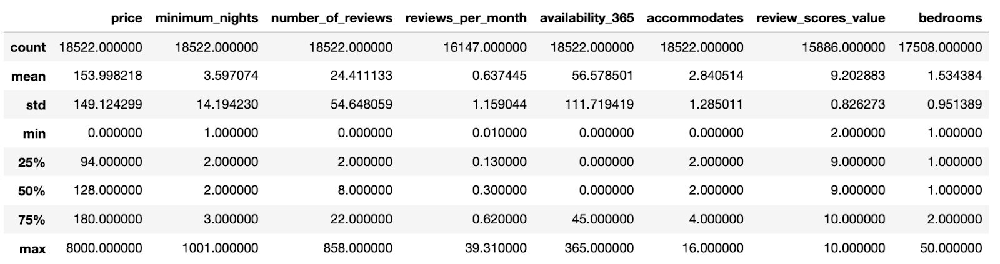 price minimum_nights number_of_reviews reviews_per_month availability_365 accommodates review_scores_value bedrooms
count 18522.000000 18522.000000 18522.000000 16147.000000 18522.000000 18522.000000 15886.000000 17508.000000
mean 153.998218 3.597074 24.411133 0.637445 56.578501 2.840514 9.202883 1.534384
std 149.124299 14.194230 54.648059 1.159044 111.719419 1.285011 0.826273 0.951389
min 0.000000 1.000000 0.000000 0.010000 0.000000 0.000000 2.000000 1.000000
25% 94.000000 2.000000 2.000000 0.130000 0.000000 2.000000 9.000000 1.000000
50% 128.000000 2.000000 8.000000 0.300000 0.000000 2.000000 9.000000 1.000000
75% 180.000000 3.000000 22.000000 0.620000 45.000000 4.000000 10.000000 2.000000
max 8000.000000 1001.000000 858.000000 39.310000 365.000000 16.000000 10.000000 50.000000